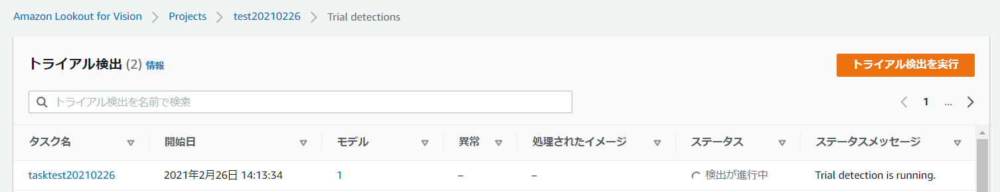 Amazon Lookout for Vision > Projects > test20210226 > Trial detections
トライアル検出 (2) 情報 トライアル検出を実行
トライアル検出を名前で検索 1 ...
タスク名 開始日 モデル 異常 処理されたイメージ ステータス ステータスメッセージ
tasktest20210226 2021年2月26日 14:13:34 1 – – 検出が進行中 Trial detection is running.